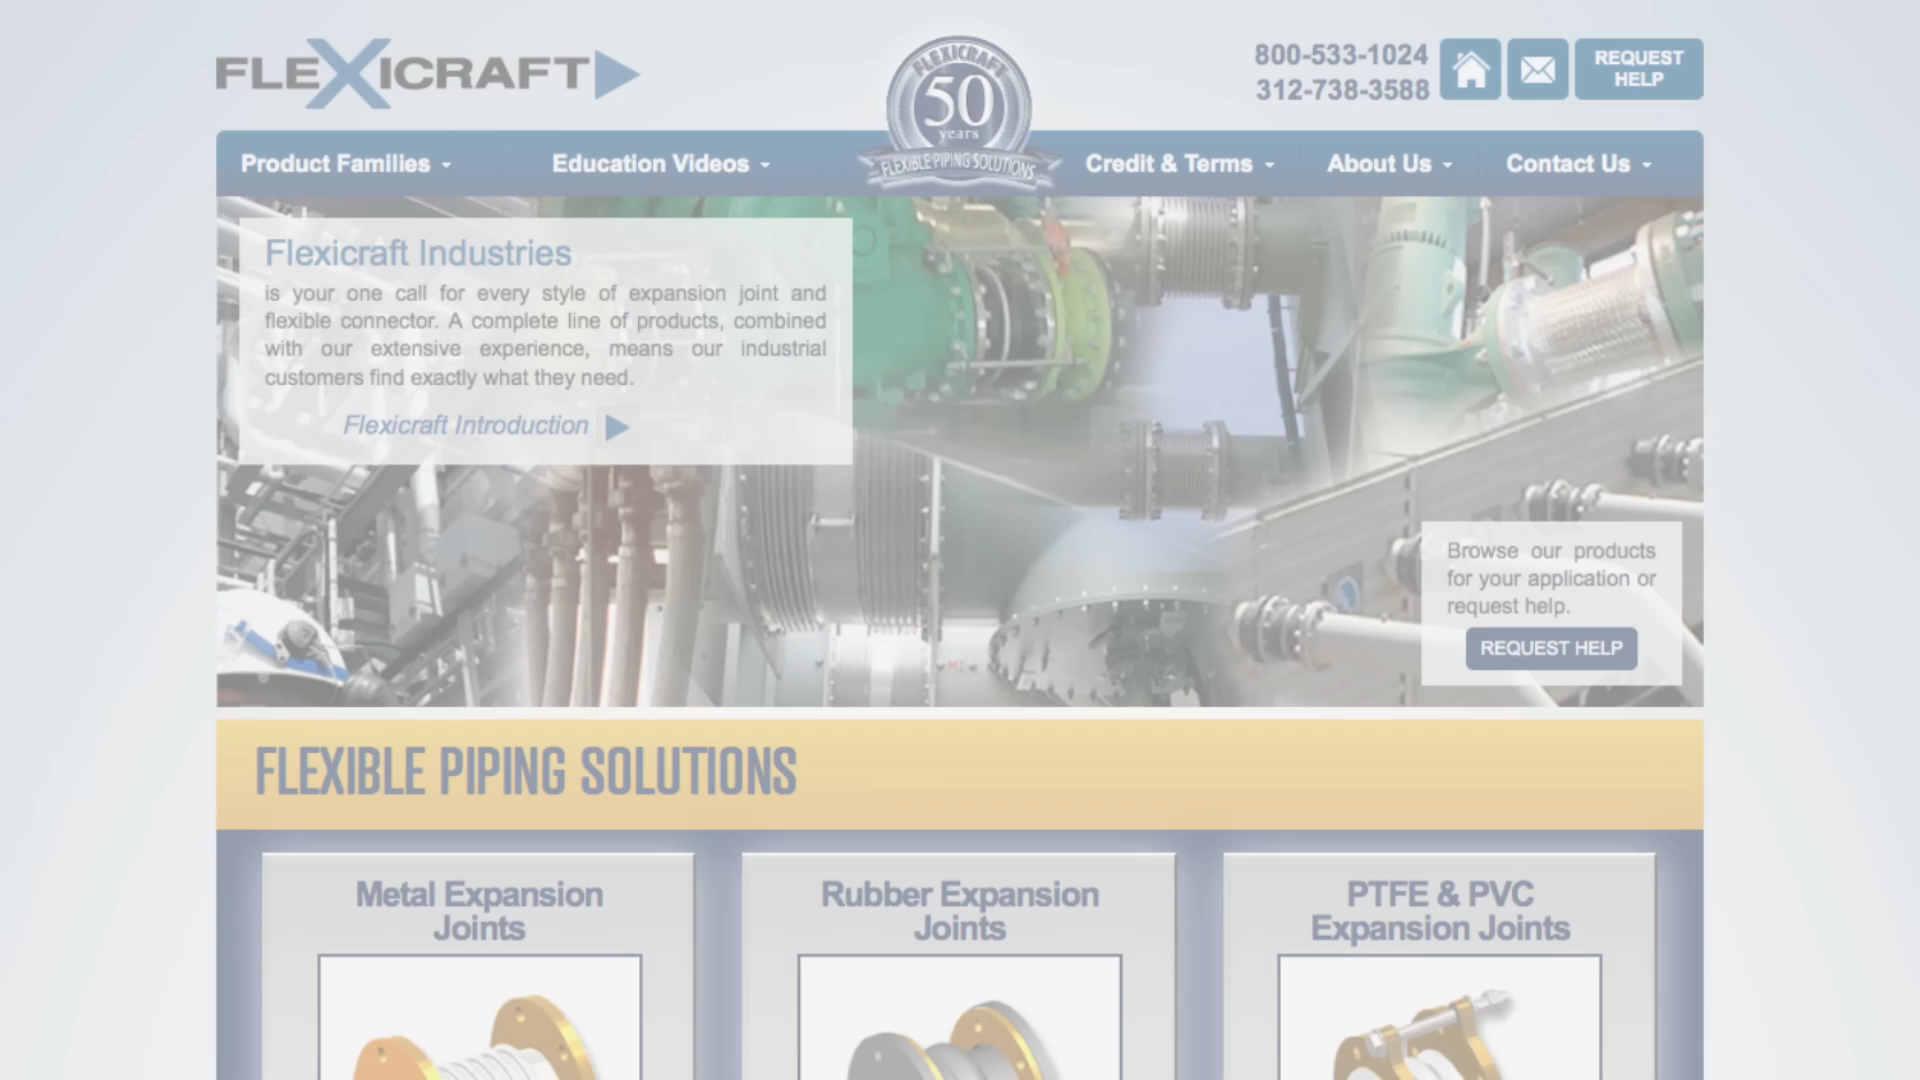 FLEXICRAFT
FLEXICRAFT
50
years
FLEXIBLE PIPING SOLUTIONS
800-533-1024
312-738-3588
REQUEST
HELP
Product Families
Education Videos
Credit & Terms
About Us
Contact Us
Flexicraft Industries
is your one call for every style of expansion joint and
flexible connector. A complete line of products, combined
with our extensive experience, means our industrial
customers find exactly what they need.
Flexicraft Introduction
Browse our products
for your application or
request help.
REQUEST HELP
FLEXIBLE PIPING SOLUTIONS
Metal Expansion
Joints
Rubber Expansion
Joints
PTFE & PVC
Expansion Joints